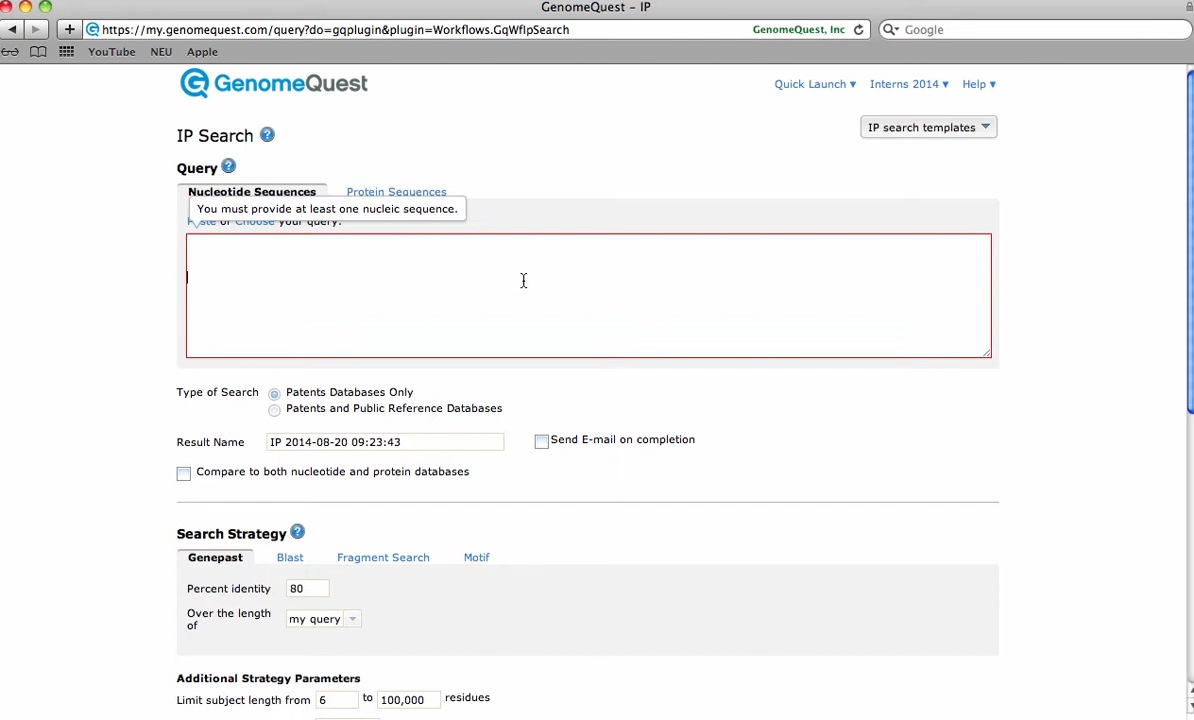 GenomeQuest - IP
https://my.genomequest.com/query?do=gqplugin&plugin=Workflows.GqWfIpSearch
GenomeQuest, Inc
Google
YouTube NEU Apple
GenomeQuest
Quick Launch ▾ Interns 2014 ▾ Help ▾
IP Search ?
IP search templates
Query ?
Nucleotide Sequences Protein Sequences
You must provide at least one nucleic sequence.
Paste or Choose your query:
Type of Search
Patents Databases Only
Patents and Public Reference Databases
Result Name IP 2014-08-20 09:23:43 Send E-mail on completion
Compare to both nucleotide and protein databases
Search Strategy ?
Genepast Blast Fragment Search Motif
Percent identity 80
Over the length of my query
Additional Strategy Parameters
Limit subject length from 6 to 100,000 residues